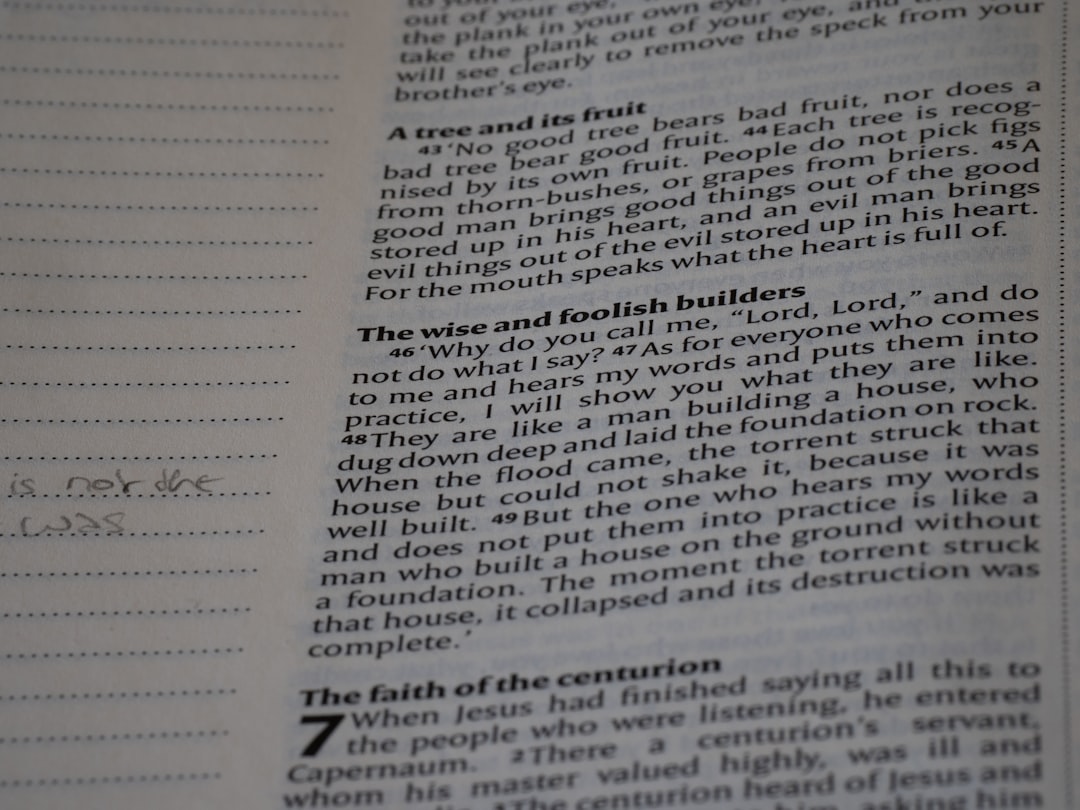 out of your eye,
the plank in your own eye?
take the plank out of your eye, and
will see clearly to remove the speck from your
brother's eye.
A tree and its fruit
43 'No good tree bears bad fruit, nor does a
bad tree bear good fruit. 44 Each tree is recog-
nised by its own fruit. People do not pick figs
from thorn-bushes, or grapes from briers. 45 A
good man brings good things out of the good
stored up in his heart, and an evil man brings
evil things out of the evil stored up in his heart.
For the mouth speaks what the heart is full of.
The wise and foolish builders
46 'Why do you call me, "Lord, Lord," and do
not do what I say? 47 As for everyone who comes
to me and hears my words and puts them into
practice, I will show you what they are like.
48 They are like a man building a house, who
dug down deep and laid the foundation on rock.
When the flood came, the torrent struck that
house but could not shake it, because it was
well built. 49 But the one who hears my words
and does not put them into practice is like a
man who built a house on the ground without
a foundation. The moment the torrent struck
that house, it collapsed and its destruction was
complete.'
The faith of the centurion
7 When Jesus had finished saying all this to
the people who were listening, he entered
Capernaum. 2 There a centurion's servant,
whom his master valued highly, was ill and
The centurion heard of Jesus and
him, asking him
is not the
was